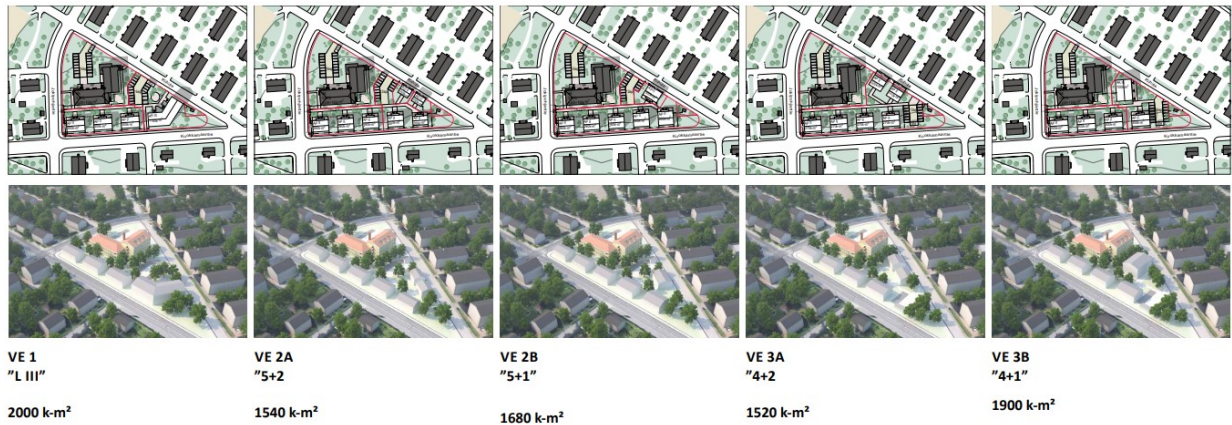 VE 1
"L III"
2000 k-m²
VE 2A
"5+2
1540 k-m²
VE 2B
"5+1"
1680 k-m²
VE 3A
"4+2
1520 k-m²
VE 3B
"4+1"
1900 k-m²